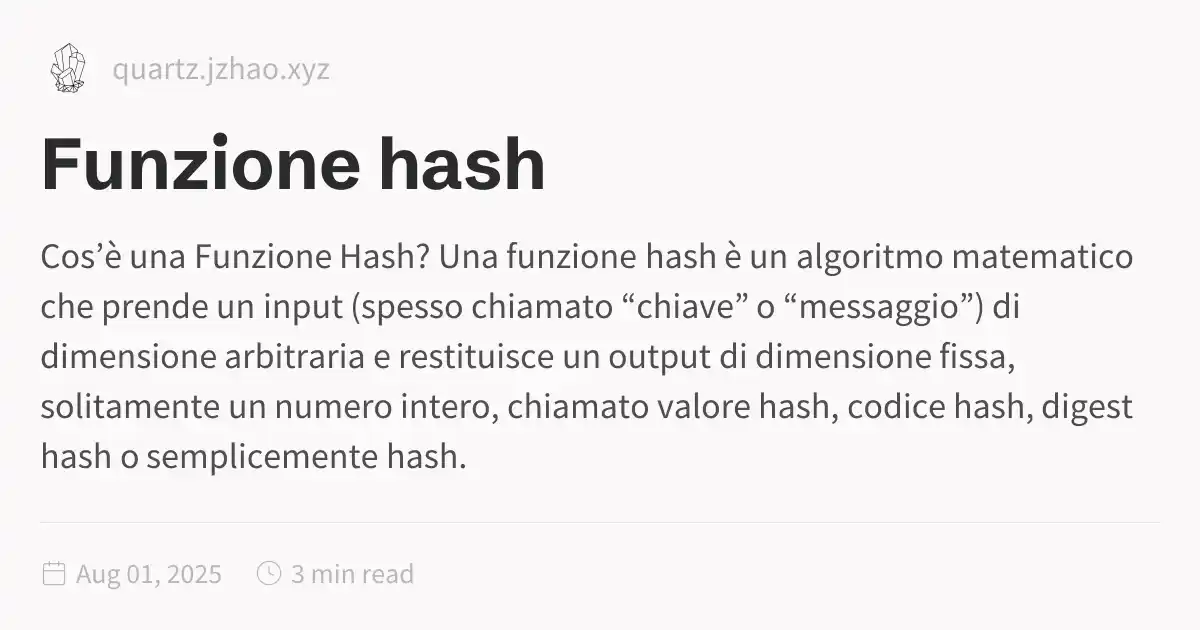 quartz.jzhao.xyz
Funzione hash
Cos’è una Funzione Hash? Una funzione hash è un algoritmo matematico
che prende un input (spesso chiamato “chiave” o “messaggio”) di
dimensione arbitraria e restituisce un output di dimensione fissa,
solitamente un numero intero, chiamato valore hash, codice hash, digest
hash o semplicemente hash.
Aug 01, 2025 3 min read